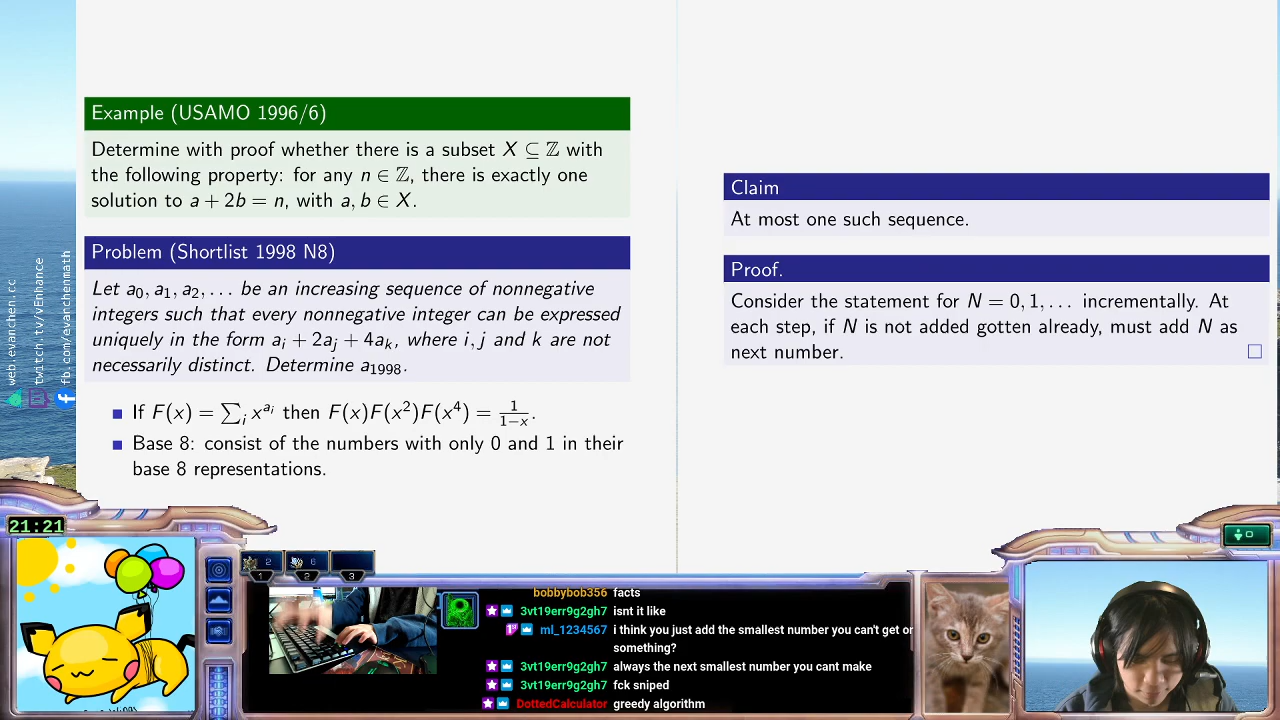 Example (USAMO 1996/6)
Determine with proof whether there is a subset X ⊆ ℤ with
the following property: for any n ∈ ℤ, there is exactly one
solution to a + 2b = n, with a, b ∈ X.
Problem (Shortlist 1998 N8)
Let a₀, a₁, a₂, . . . be an increasing sequence of nonnegative
integers such that every nonnegative integer can be expressed
uniquely in the form aᵢ + 2aⱼ + 4aₖ, where i, j and k are not
necessarily distinct. Determine a₁₉₉₈.
If F(x) = ∑ᵢ x^{aᵢ} then F(x)F(x²)F(x⁴) = 1/(1−x).
Base 8: consist of the numbers with only 0 and 1 in their
base 8 representations.
Claim
At most one such sequence.
Proof.
Consider the statement for N = 0, 1, . . . incrementally. At
each step, if N is not added gotten already, must add N as
next number.
web.evanchen.cc
twitch.tv/vEnhance
fb.com/evanchenmath
21:21
2
6
1
2
3
0
bobbybob356 facts
3vt19err9g2gh7 isnt it like
ml_1234567 i think you just add the smallest number you can't get or
something?
3vt19err9g2gh7 always the next smallest number you cant make
3vt19err9g2gh7 fck sniped
DottedCalculator greedy algorithm